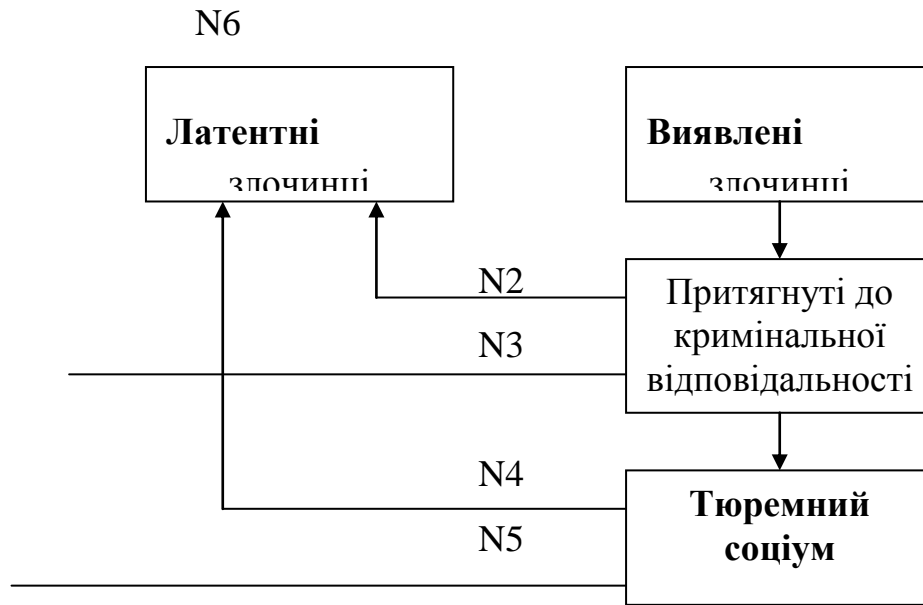 N6
Латентні
злочинці
Виявлені
злочинці
N2
Притягнуті до
кримінальної
відповідальності
N3
N4
Тюремний
соціум
N5